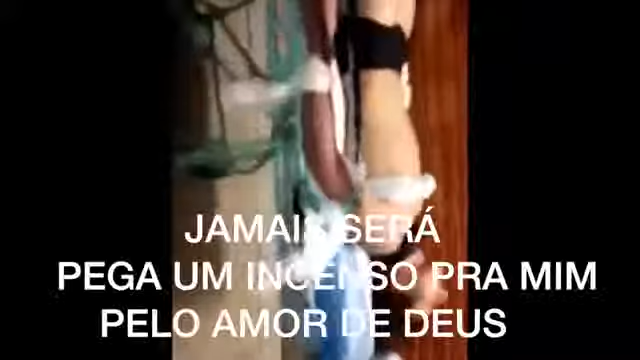 JAMAIS SERÁ
PEGA UM INCENSO PRA MIM
PELO AMOR DE DEUS